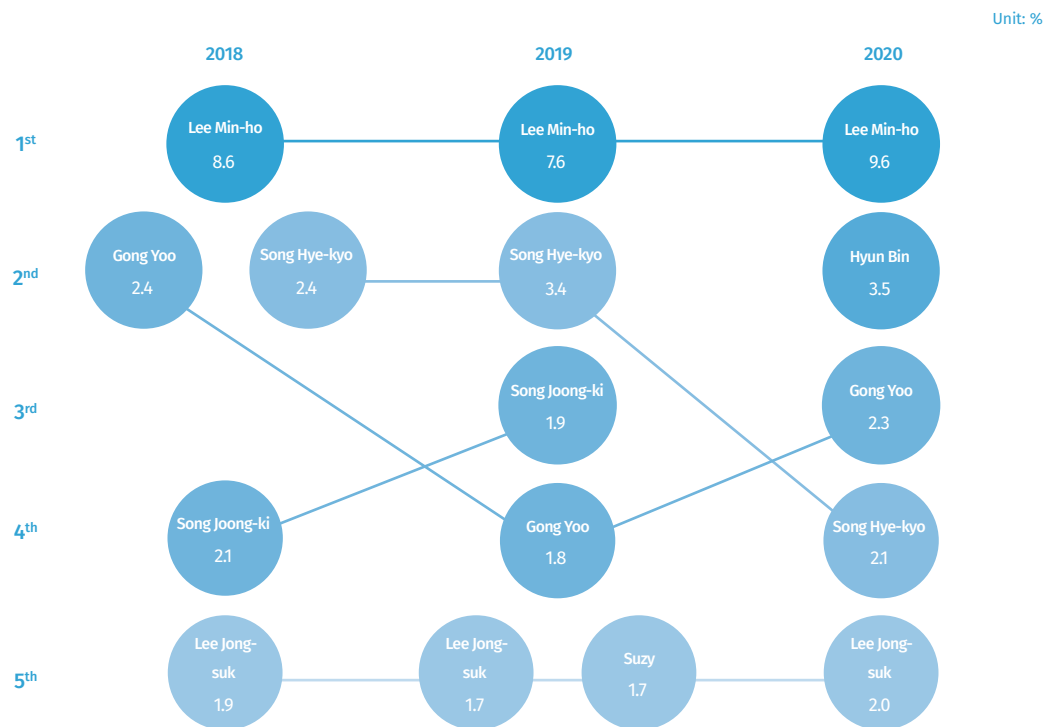 Unit: %
2018
2019
2020
1st
Lee Min-ho
8.6
Lee Min-ho
7.6
Lee Min-ho
9.6
2nd
Gong Yoo
2.4
Song Hye-kyo
2.4
Song Hye-kyo
3.4
Hyun Bin
3.5
3rd
Song Joong-ki
1.9
Gong Yoo
2.3
4th
Song Joong-ki
2.1
Gong Yoo
1.8
Song Hye-kyo
2.1
5th
Lee Jong-
suk
1.9
Lee Jong-
suk
1.7
Suzy
1.7
Lee Jong-
suk
2.0